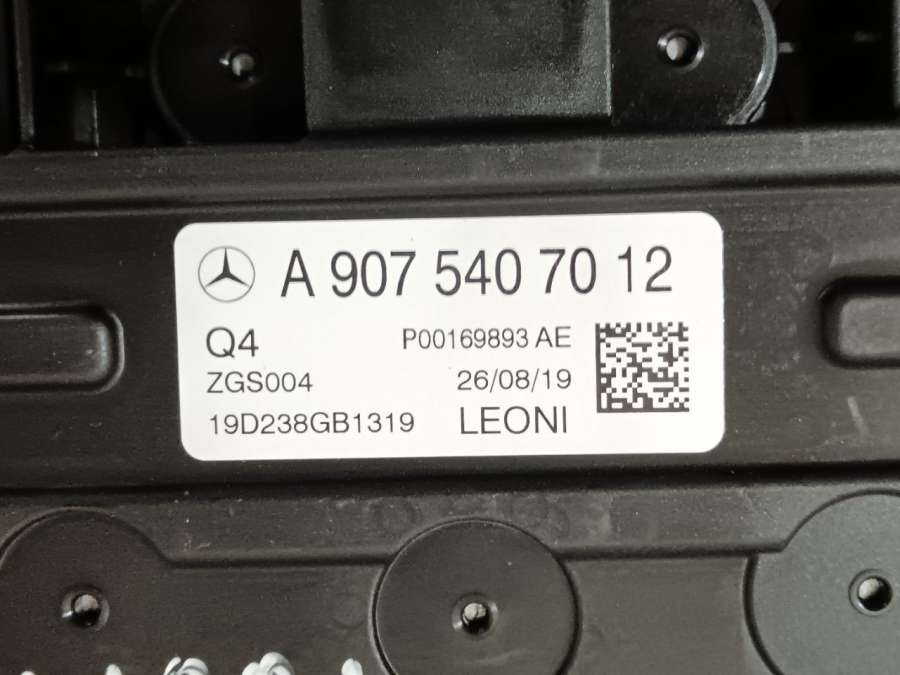 A 907 540 70 12
Q4 P00169893 AE
ZGS004 26/08/19
19D238GB1319 LEONI